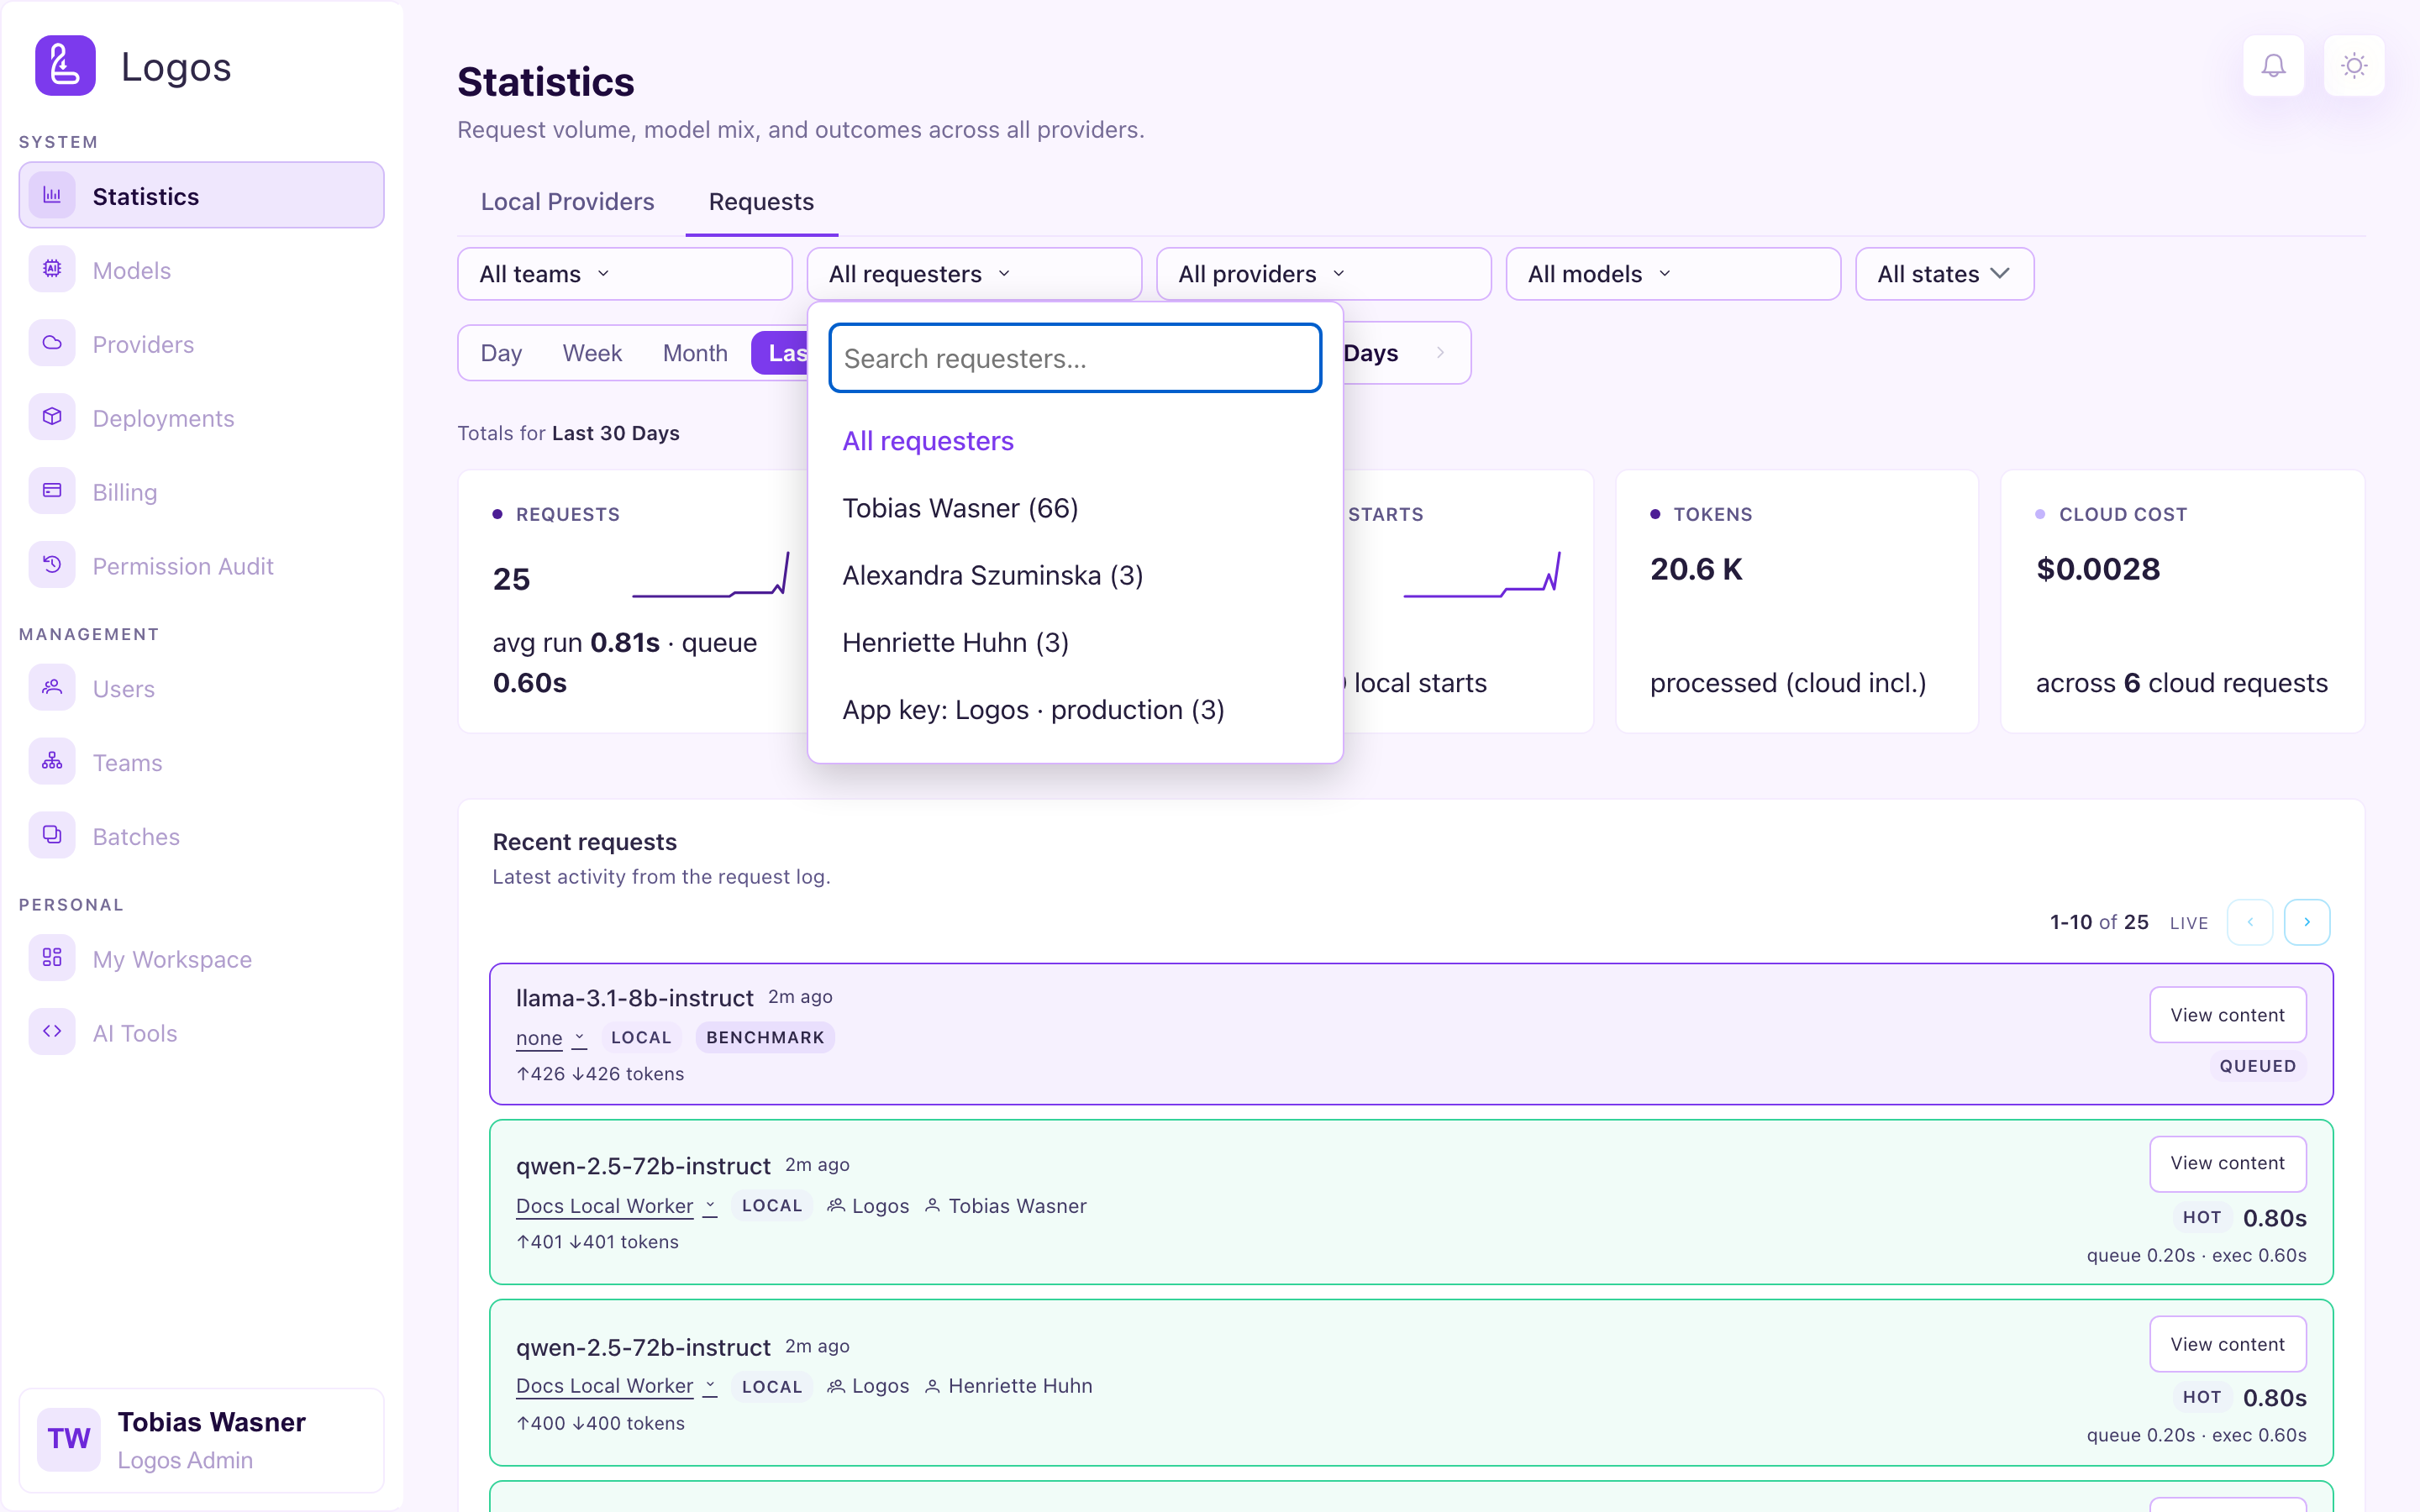 Logos
SYSTEM
Statistics
Models
Providers
Deployments
Billing
Permission Audit
MANAGEMENT
Users
Teams
Batches
PERSONAL
My Workspace
AI Tools
TW
Tobias Wasner
Logos Admin
Statistics
Request volume, model mix, and outcomes across all providers.
Local Providers
Requests
All teams
All requesters
All providers
All models
All states
Day
Week
Month
Las
Days
Search requesters...
All requesters
Tobias Wasner (66)
Alexandra Szuminska (3)
Henriette Huhn (3)
App key: Logos · production (3)
Totals for Last 30 Days
REQUESTS
25
avg run 0.81s · queue
0.60s
STARTS
local starts
TOKENS
20.6 K
processed (cloud incl.)
CLOUD COST
$0.0028
across 6 cloud requests
Recent requests
Latest activity from the request log.
1-10 of 25 LIVE
llama-3.1-8b-instruct 2m ago
none LOCAL BENCHMARK
↑426 ↓426 tokens
View content
QUEUED
qwen-2.5-72b-instruct 2m ago
Docs Local Worker LOCAL Logos Tobias Wasner
↑401 ↓401 tokens
View content
HOT 0.80s
queue 0.20s · exec 0.60s
qwen-2.5-72b-instruct 2m ago
Docs Local Worker LOCAL Logos Henriette Huhn
↑400 ↓400 tokens
View content
HOT 0.80s
queue 0.20s · exec 0.60s